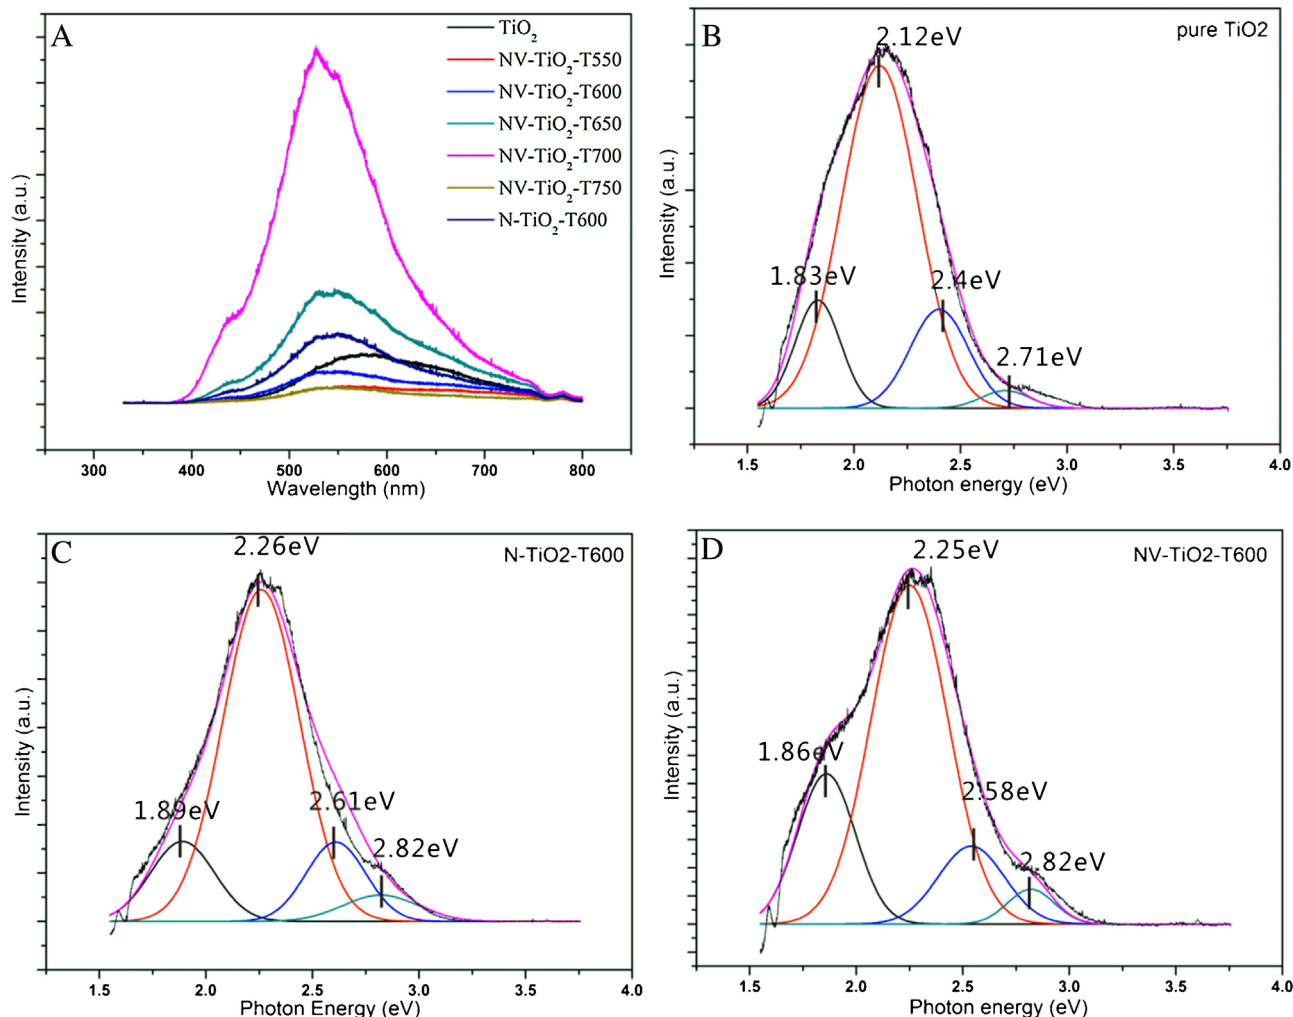 A
TiO2
NV-TiO2-T550
NV-TiO2-T600
NV-TiO2-T650
NV-TiO2-T700
NV-TiO2-T750
N-TiO2-T600
Intensity (a.u.)
300 400 500 600 700 800
Wavelength (nm)
B
pure TiO2
2.12eV
1.83eV
2.4eV
2.71eV
Intensity (a.u.)
1.5 2.0 2.5 3.0 3.5 4.0
Photon energy (eV)
C
N-TiO2-T600
2.26eV
1.89eV
2.61eV
2.82eV
Intensity (a.u.)
1.5 2.0 2.5 3.0 3.5 4.0
Photon Energy (eV)
D
NV-TiO2-T600
2.25eV
1.86eV
2.58eV
2.82eV
Intensity (a.u.)
1.5 2.0 2.5 3.0 3.5 4.0
Photon energy (eV)